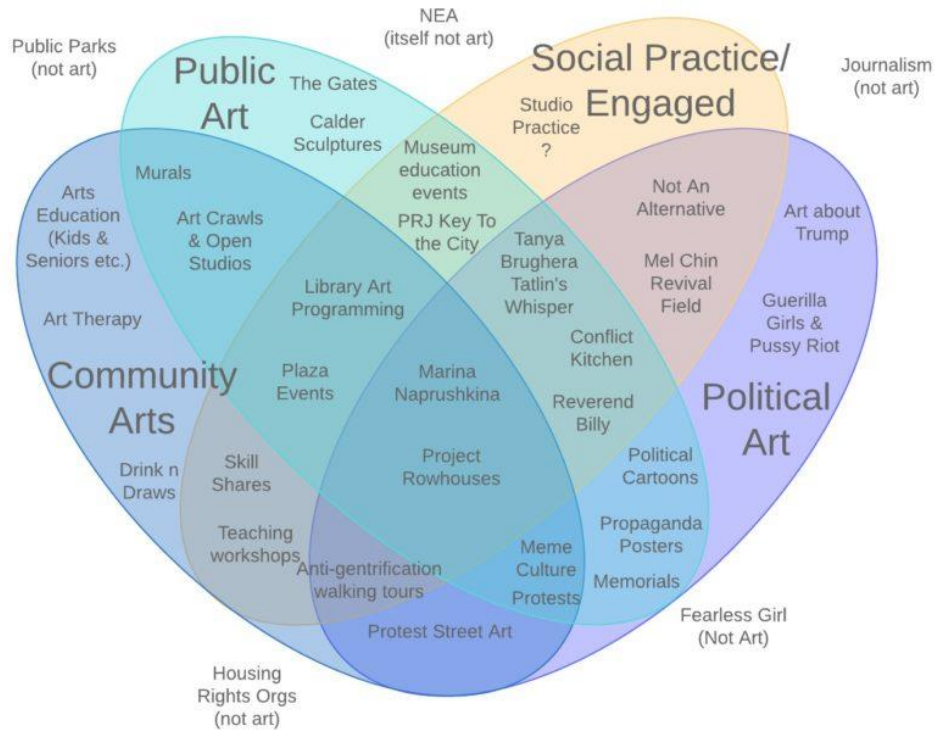 NEA
(itself not art)
Public Parks
(not art)
Public
Art
The Gates
Calder
Sculptures
Social Practice/
Engaged
Studio
Practice
?
Journalism
(not art)
Murals
Art Crawls
& Open
Studios
Museum
education
events
PRJ Key To
the City
Arts
Education
(Kids &
Seniors etc.)
Art Therapy
Community
Arts
Drink n
Draws
Library Art
Programming
Plaza
Events
Tanya
Brughera
Tatlin's
Whisper
Conflict
Kitchen
Reverend
Billy
Not An
Alternative
Mel Chin
Revival
Field
Art about
Trump
Guerilla
Girls &
Pussy Riot
Political
Art
Marina
Naprushkina
Project
Rowhouses
Skill
Shares
Teaching
workshops
Anti-gentrification
walking tours
Meme
Culture
Protests
Political
Cartoons
Propaganda
Posters
Memorials
Protest Street Art
Fearless Girl
(Not Art)
Housing
Rights Orgs
(not art)